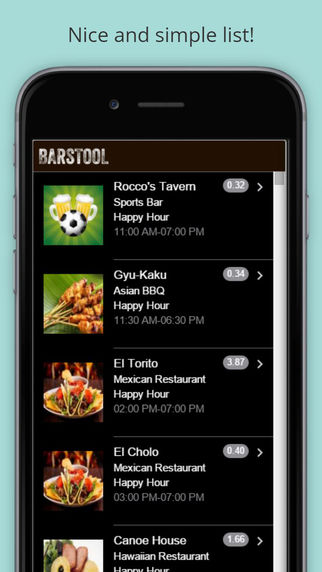 Nice and simple list!
BARSTOOL
Rocco's Tavern 0.32
Sports Bar
Happy Hour
11:00 AM-07:00 PM
Gyu-Kaku 0.34
Asian BBQ
Happy Hour
11:30 AM-06:30 PM
El Torito 3.87
Mexican Restaurant
Happy Hour
02:00 PM-07:00 PM
El Cholo 0.40
Mexican Restaurant
Happy Hour
03:00 PM-07:00 PM
Canoe House 1.66
Hawaiian Restaurant
Happy Hour